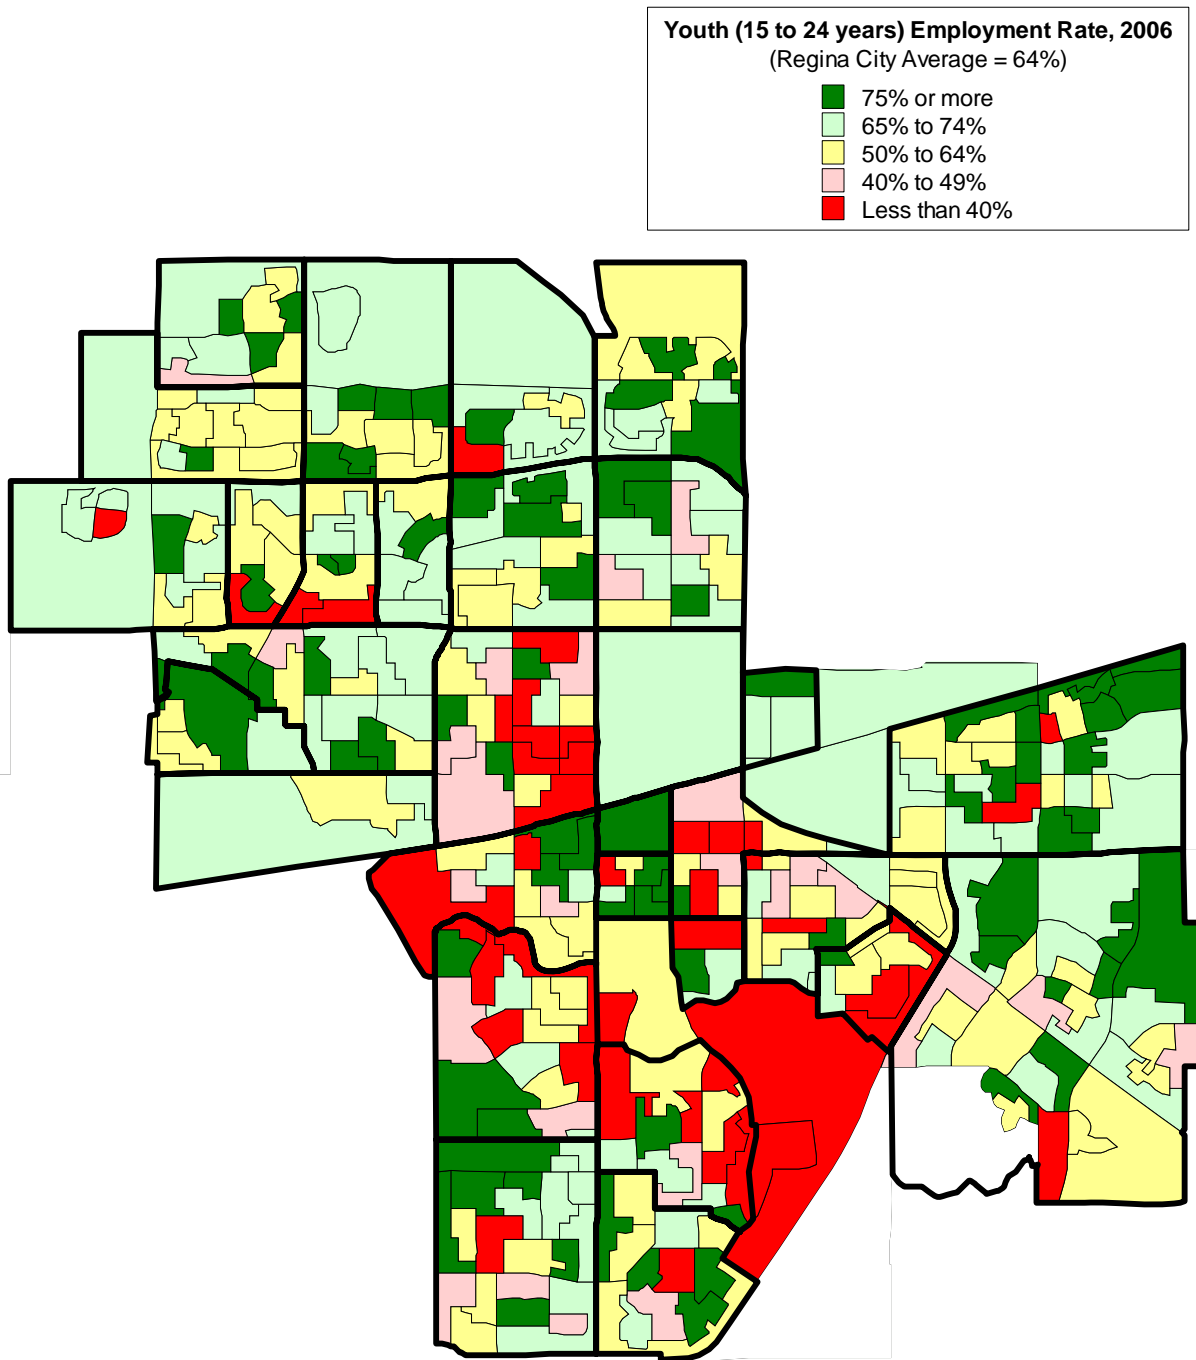 Youth (15 to 24 years) Employment Rate, 2006
(Regina City Average = 64%)
75% or more
65% to 74%
50% to 64%
40% to 49%
Less than 40%